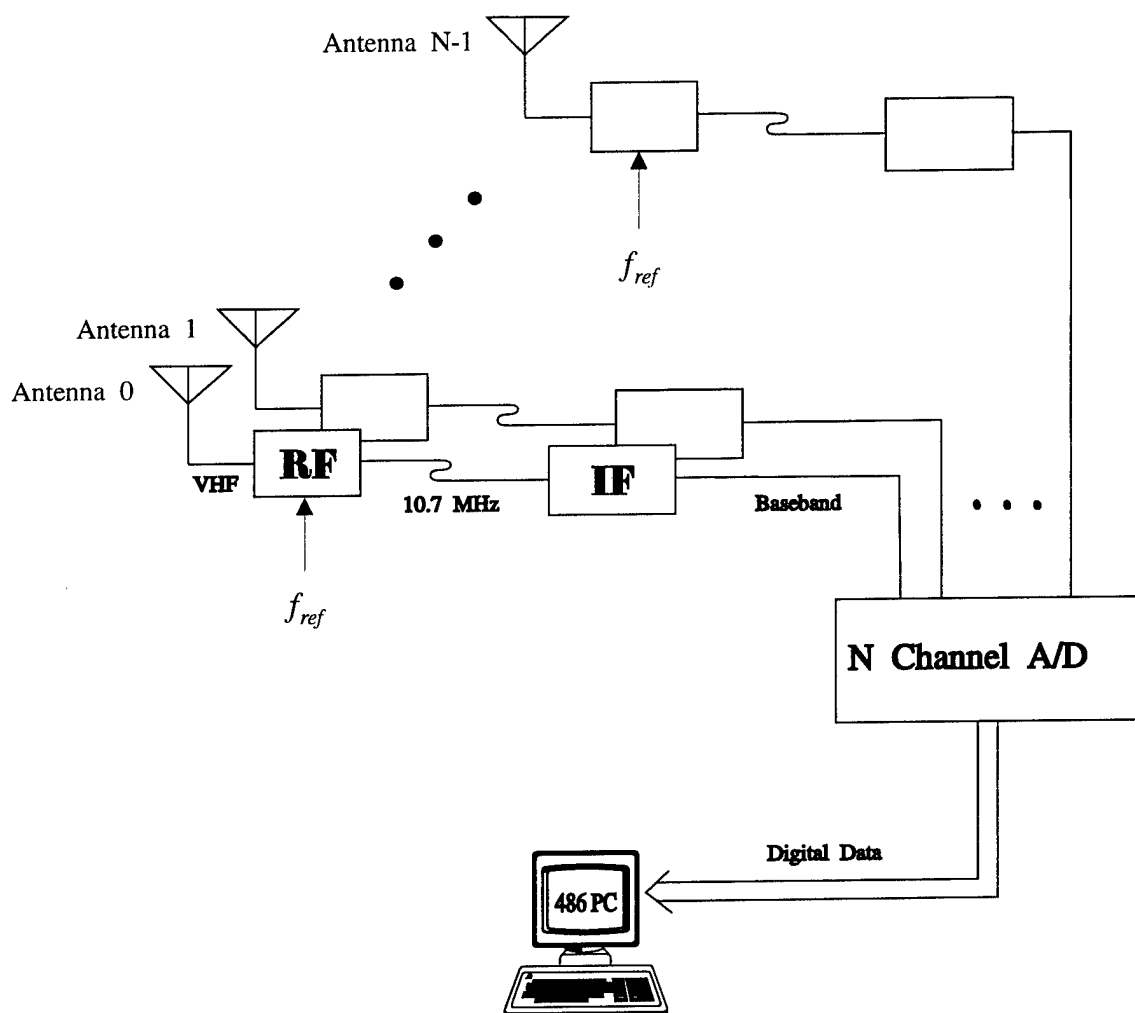 Antenna N-1
f_ref
Antenna 1
Antenna 0
RF
IF
VHF
10.7 MHz
Baseband
f_ref
N Channel A/D
Digital Data
486 PC